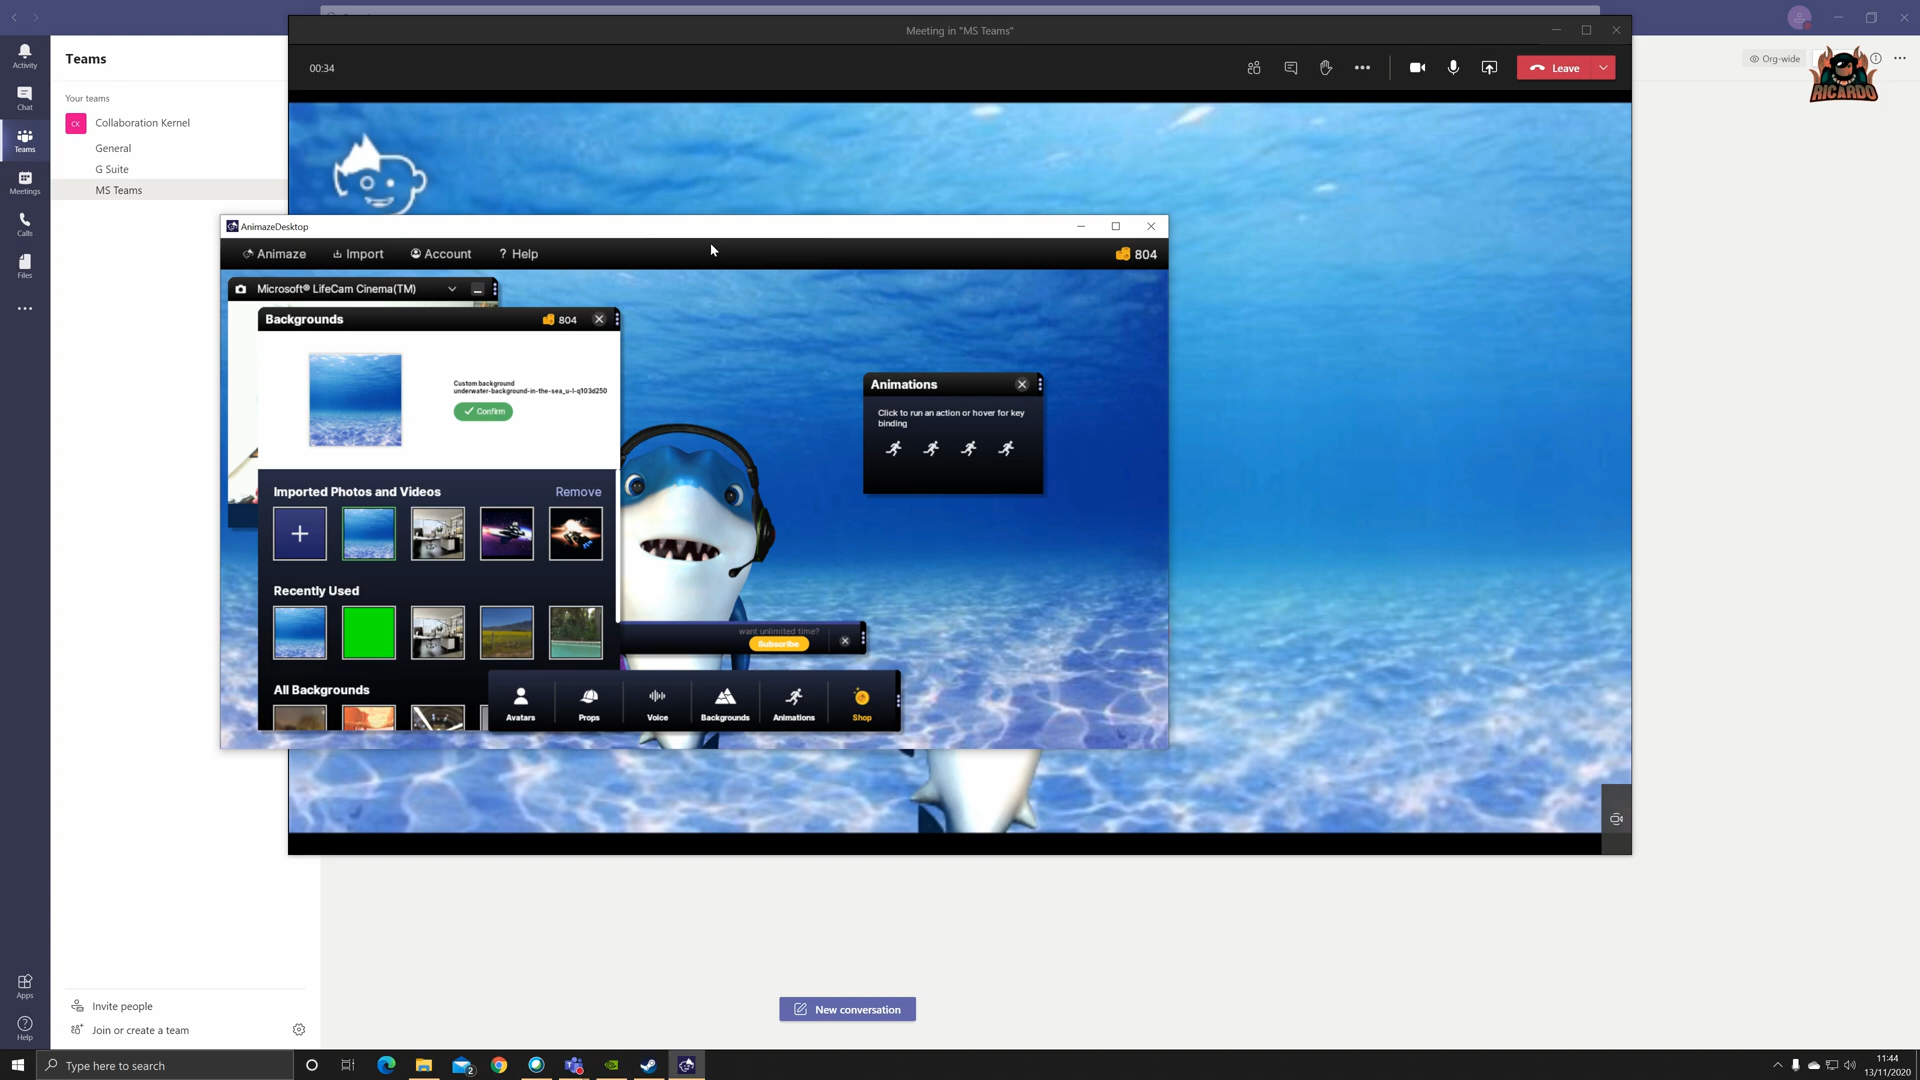 Meeting in "MS Teams"
Activity
Chat
Teams
Meetings
Calls
Files
Apps
Help
Teams
Your teams
CK
Collaboration Kernel
General
G Suite
MS Teams
Invite people
Join or create a team
00:34
Leave
Org-wide
RICARDO
AnimazeDesktop
Animaze
Import
Account
? Help
804
Microsoft® LifeCam Cinema(TM)
Backgrounds
804
Custom background
underwater-background-in-the-sea_u-l-q103d250
Confirm
Imported Photos and Videos
Remove
Recently Used
All Backgrounds
Animations
Click to run an action or hover for key
binding
want unlimited time?
Subscribe
Avatars
Props
Voice
Backgrounds
Animations
Shop
New conversation
Type here to search
2
11:44
13/11/2020